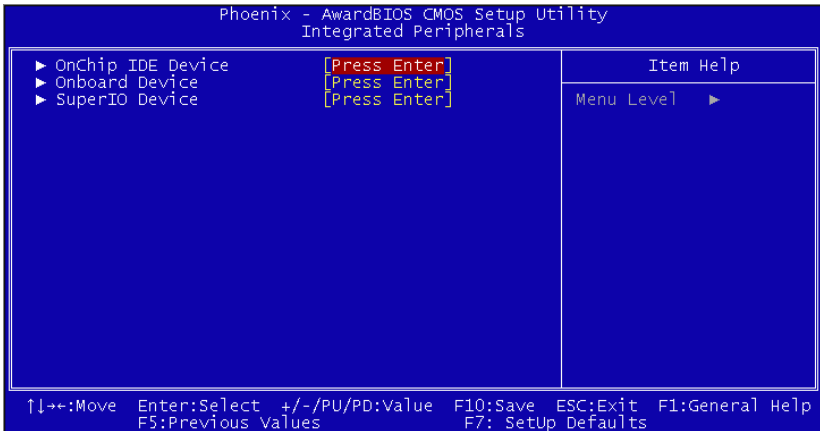 Phoenix - AwardBIOS CMOS Setup Utility
Integrated Peripherals
▶ OnChip IDE Device [Press Enter]
▶ Onboard Device [Press Enter]
▶ SuperIO Device [Press Enter]
Item Help
Menu Level ▶
↑↓→←:Move Enter:Select +/-/PU/PD:Value F10:Save ESC:Exit F1:General Help
F5:Previous Values F7: SetUp Defaults